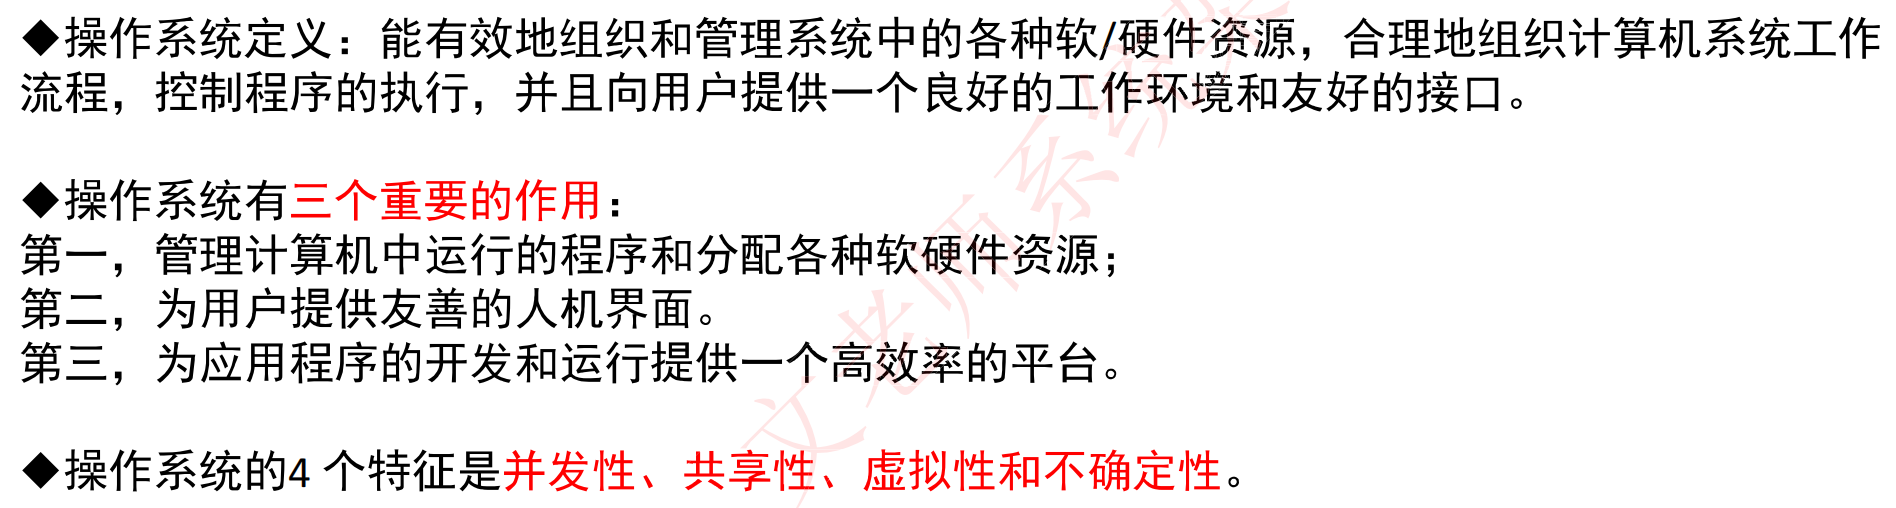 ◆操作系统定义：能有效地组织和管理系统中的各种软/硬件资源，合理地组织计算机系统工作
流程，控制程序的执行，并且向用户提供一个良好的工作环境和友好的接口。
◆操作系统有三个重要的作用：
第一，管理计算机中运行的程序和分配各种软硬件资源；
第二，为用户提供友善的人机界面。
第三，为应用程序的开发和运行提供一个高效率的平台。
◆操作系统的4 个特征是并发性、共享性、虚拟性和不确定性。
文老师系统架